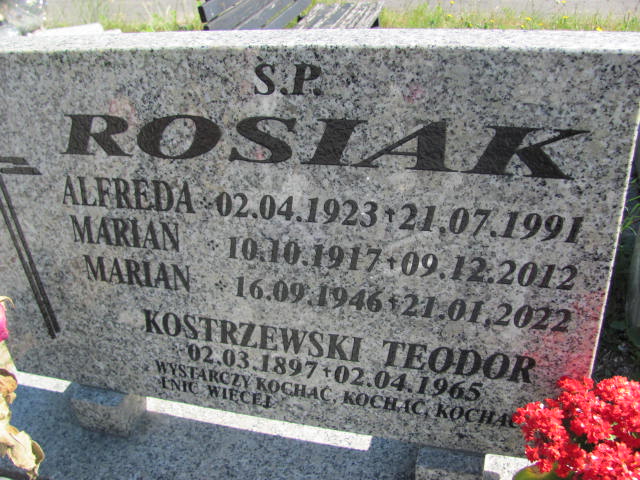 S.P.
ROSIAK
ALFREDA *02.04.1923 +21.07.1991
MARIAN *10.10.1917 +09.12.2012
MARIAN *16.09.1946 +21.01.2022
KOSTRZEWSKI TEODOR
02.03.1897 +02.04.1965
WYSTARCZY KOCHAĆ, KOCHAĆ, KOCHAĆ
I NIC WIĘCEJ